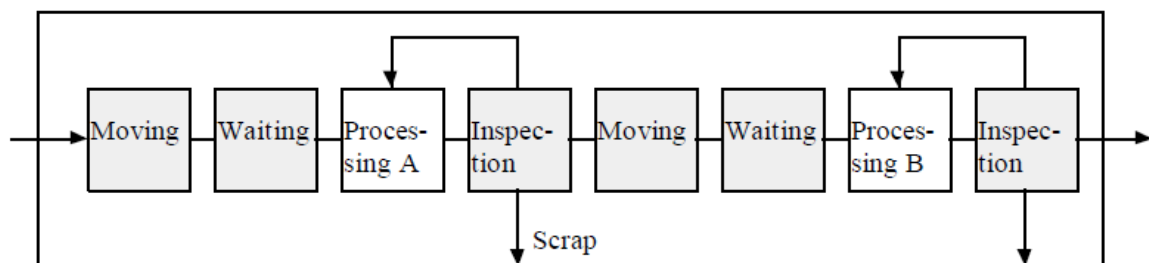 Moving
Waiting
Proces-
sing A
Inspec-
tion
Moving
Waiting
Proces-
sing B
Inspec-
tion
Scrap